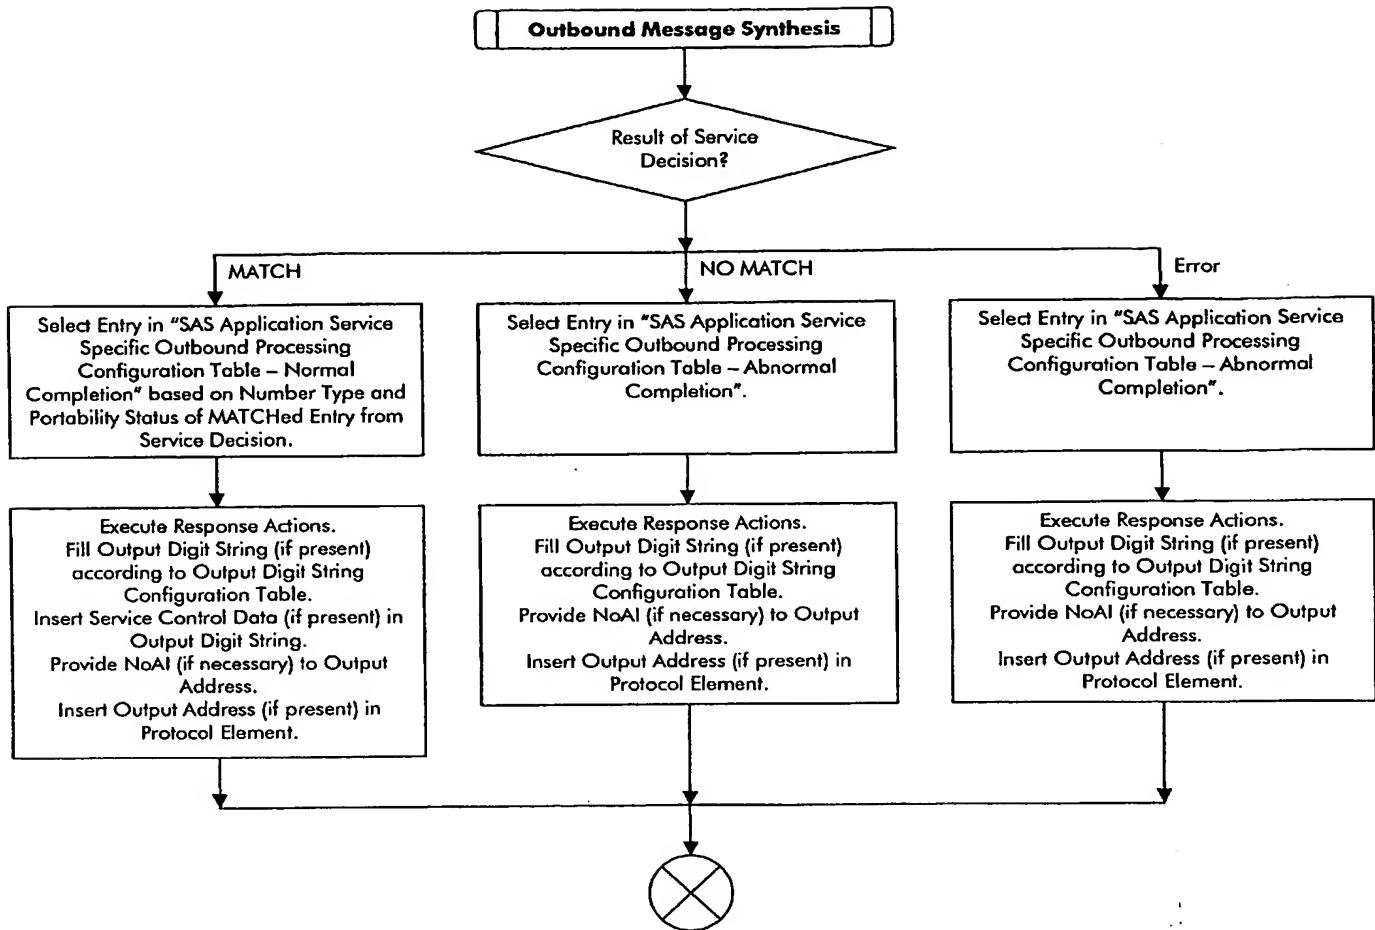 Outbound Message Synthesis
Result of Service
Decision?
MATCH
NO MATCH
Error
Select Entry in "SAS Application Service
Specific Outbound Processing
Configuration Table – Normal
Completion" based on Number Type and
Portability Status of MATCHed Entry from
Service Decision.
Select Entry in "SAS Application Service
Specific Outbound Processing
Configuration Table – Abnormal
Completion".
Select Entry in "SAS Application Service
Specific Outbound Processing
Configuration Table – Abnormal
Completion".
Execute Response Actions.
Fill Output Digit String (if present)
according to Output Digit String
Configuration Table.
Insert Service Control Data (if present) in
Output Digit String.
Provide NoAI (if necessary) to Output
Address.
Insert Output Address (if present) in
Protocol Element.
Execute Response Actions.
Fill Output Digit String (if present)
according to Output Digit String
Configuration Table.
Provide NoAI (if necessary) to Output
Address.
Insert Output Address (if present) in
Protocol Element.
Execute Response Actions.
Fill Output Digit String (if present)
according to Output Digit String
Configuration Table.
Provide NoAI (if necessary) to Output
Address.
Insert Output Address (if present) in
Protocol Element.